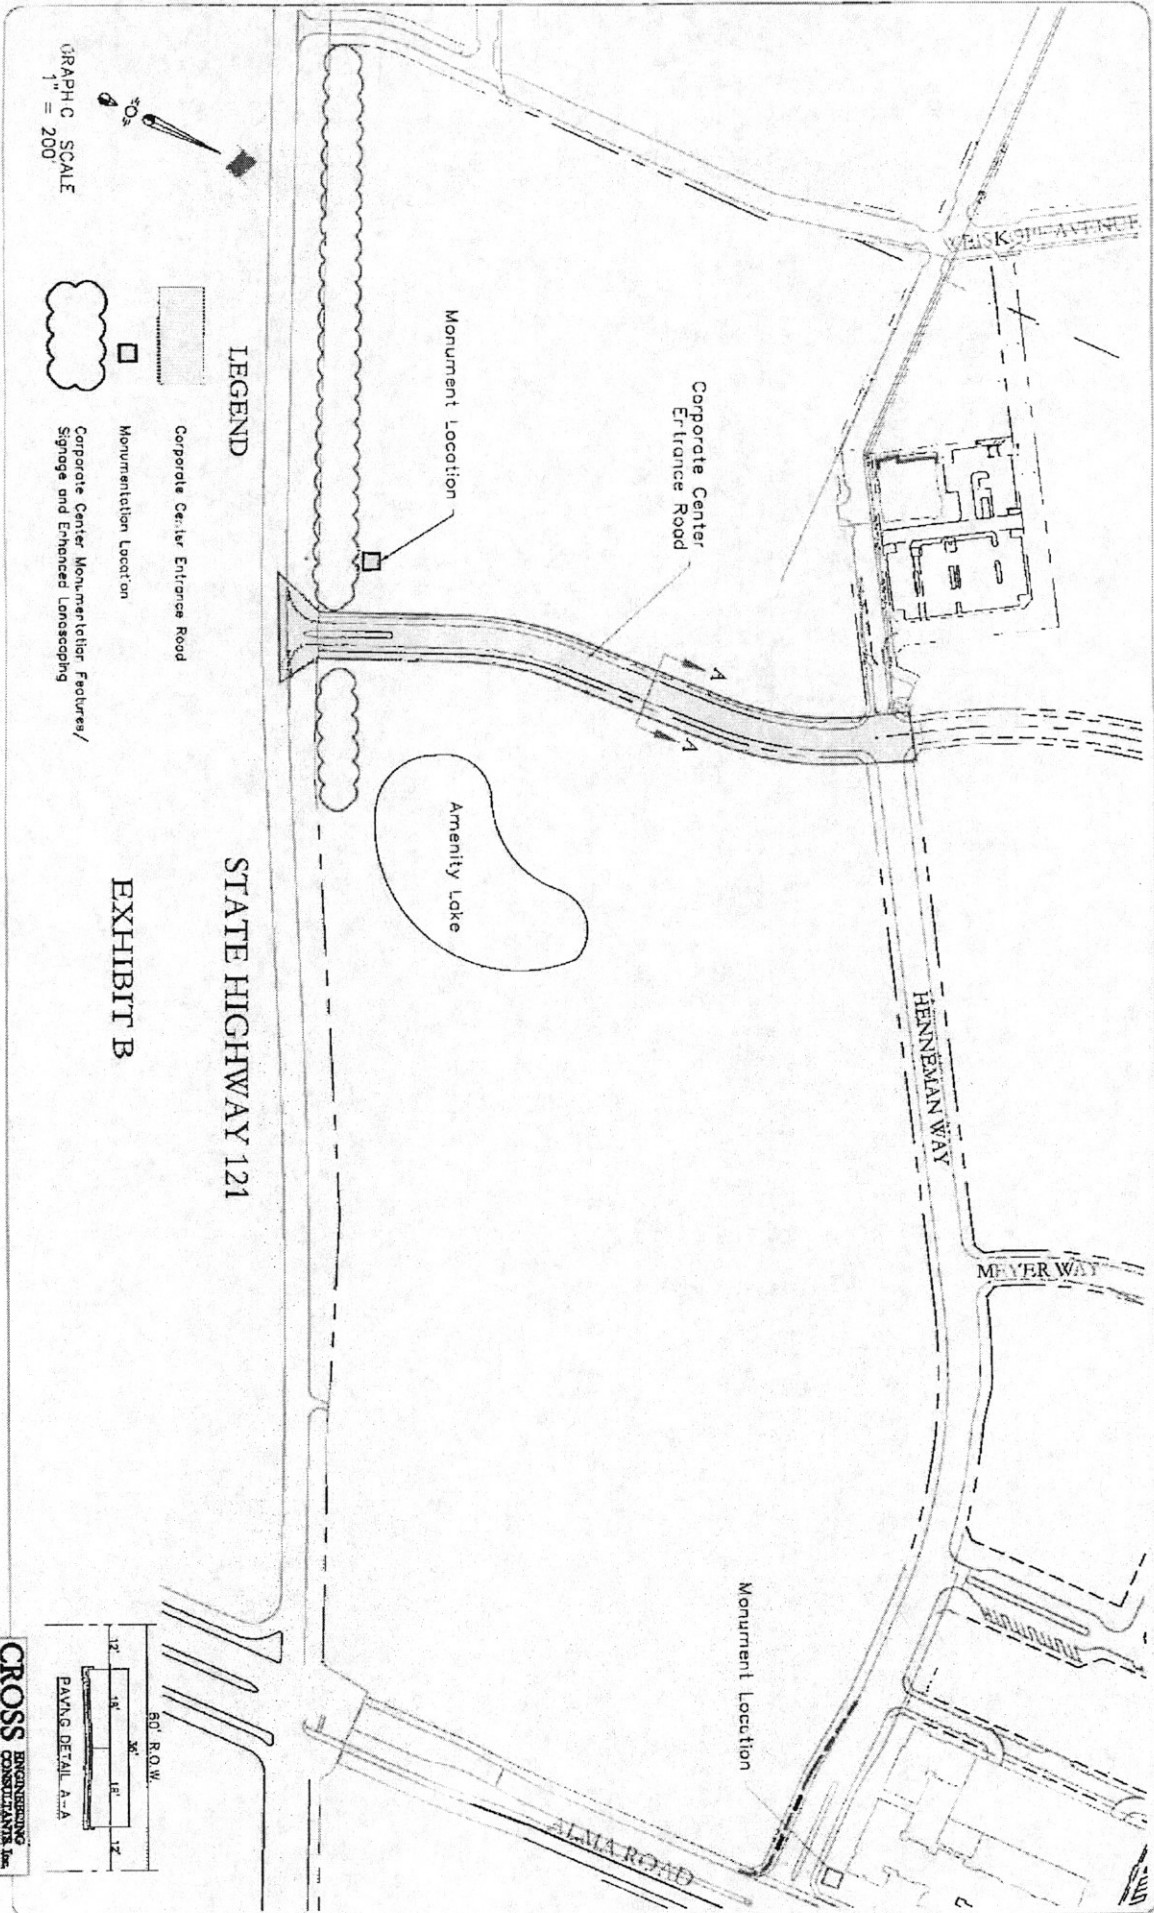 WEISKOPF AVENUE
Corporate Center
Entrance Road
Monument Location
HENNEMAN WAY
MEYER WAY
Amenity Lake
Monument Location
ALMA ROAD
STATE HIGHWAY 121
GRAPHIC SCALE
1" = 200'
LEGEND
Corporate Center Entrance Road
Monumentation Location
Corporate Center Monumentation Features/
Signage and Enhanced Landscaping
EXHIBIT B
A
A
60' R.O.W.
36'
12'
18'
18'
12'
PAVING DETAIL A-A
CROSS ENGINEERING
CONSULTANTS, Inc.